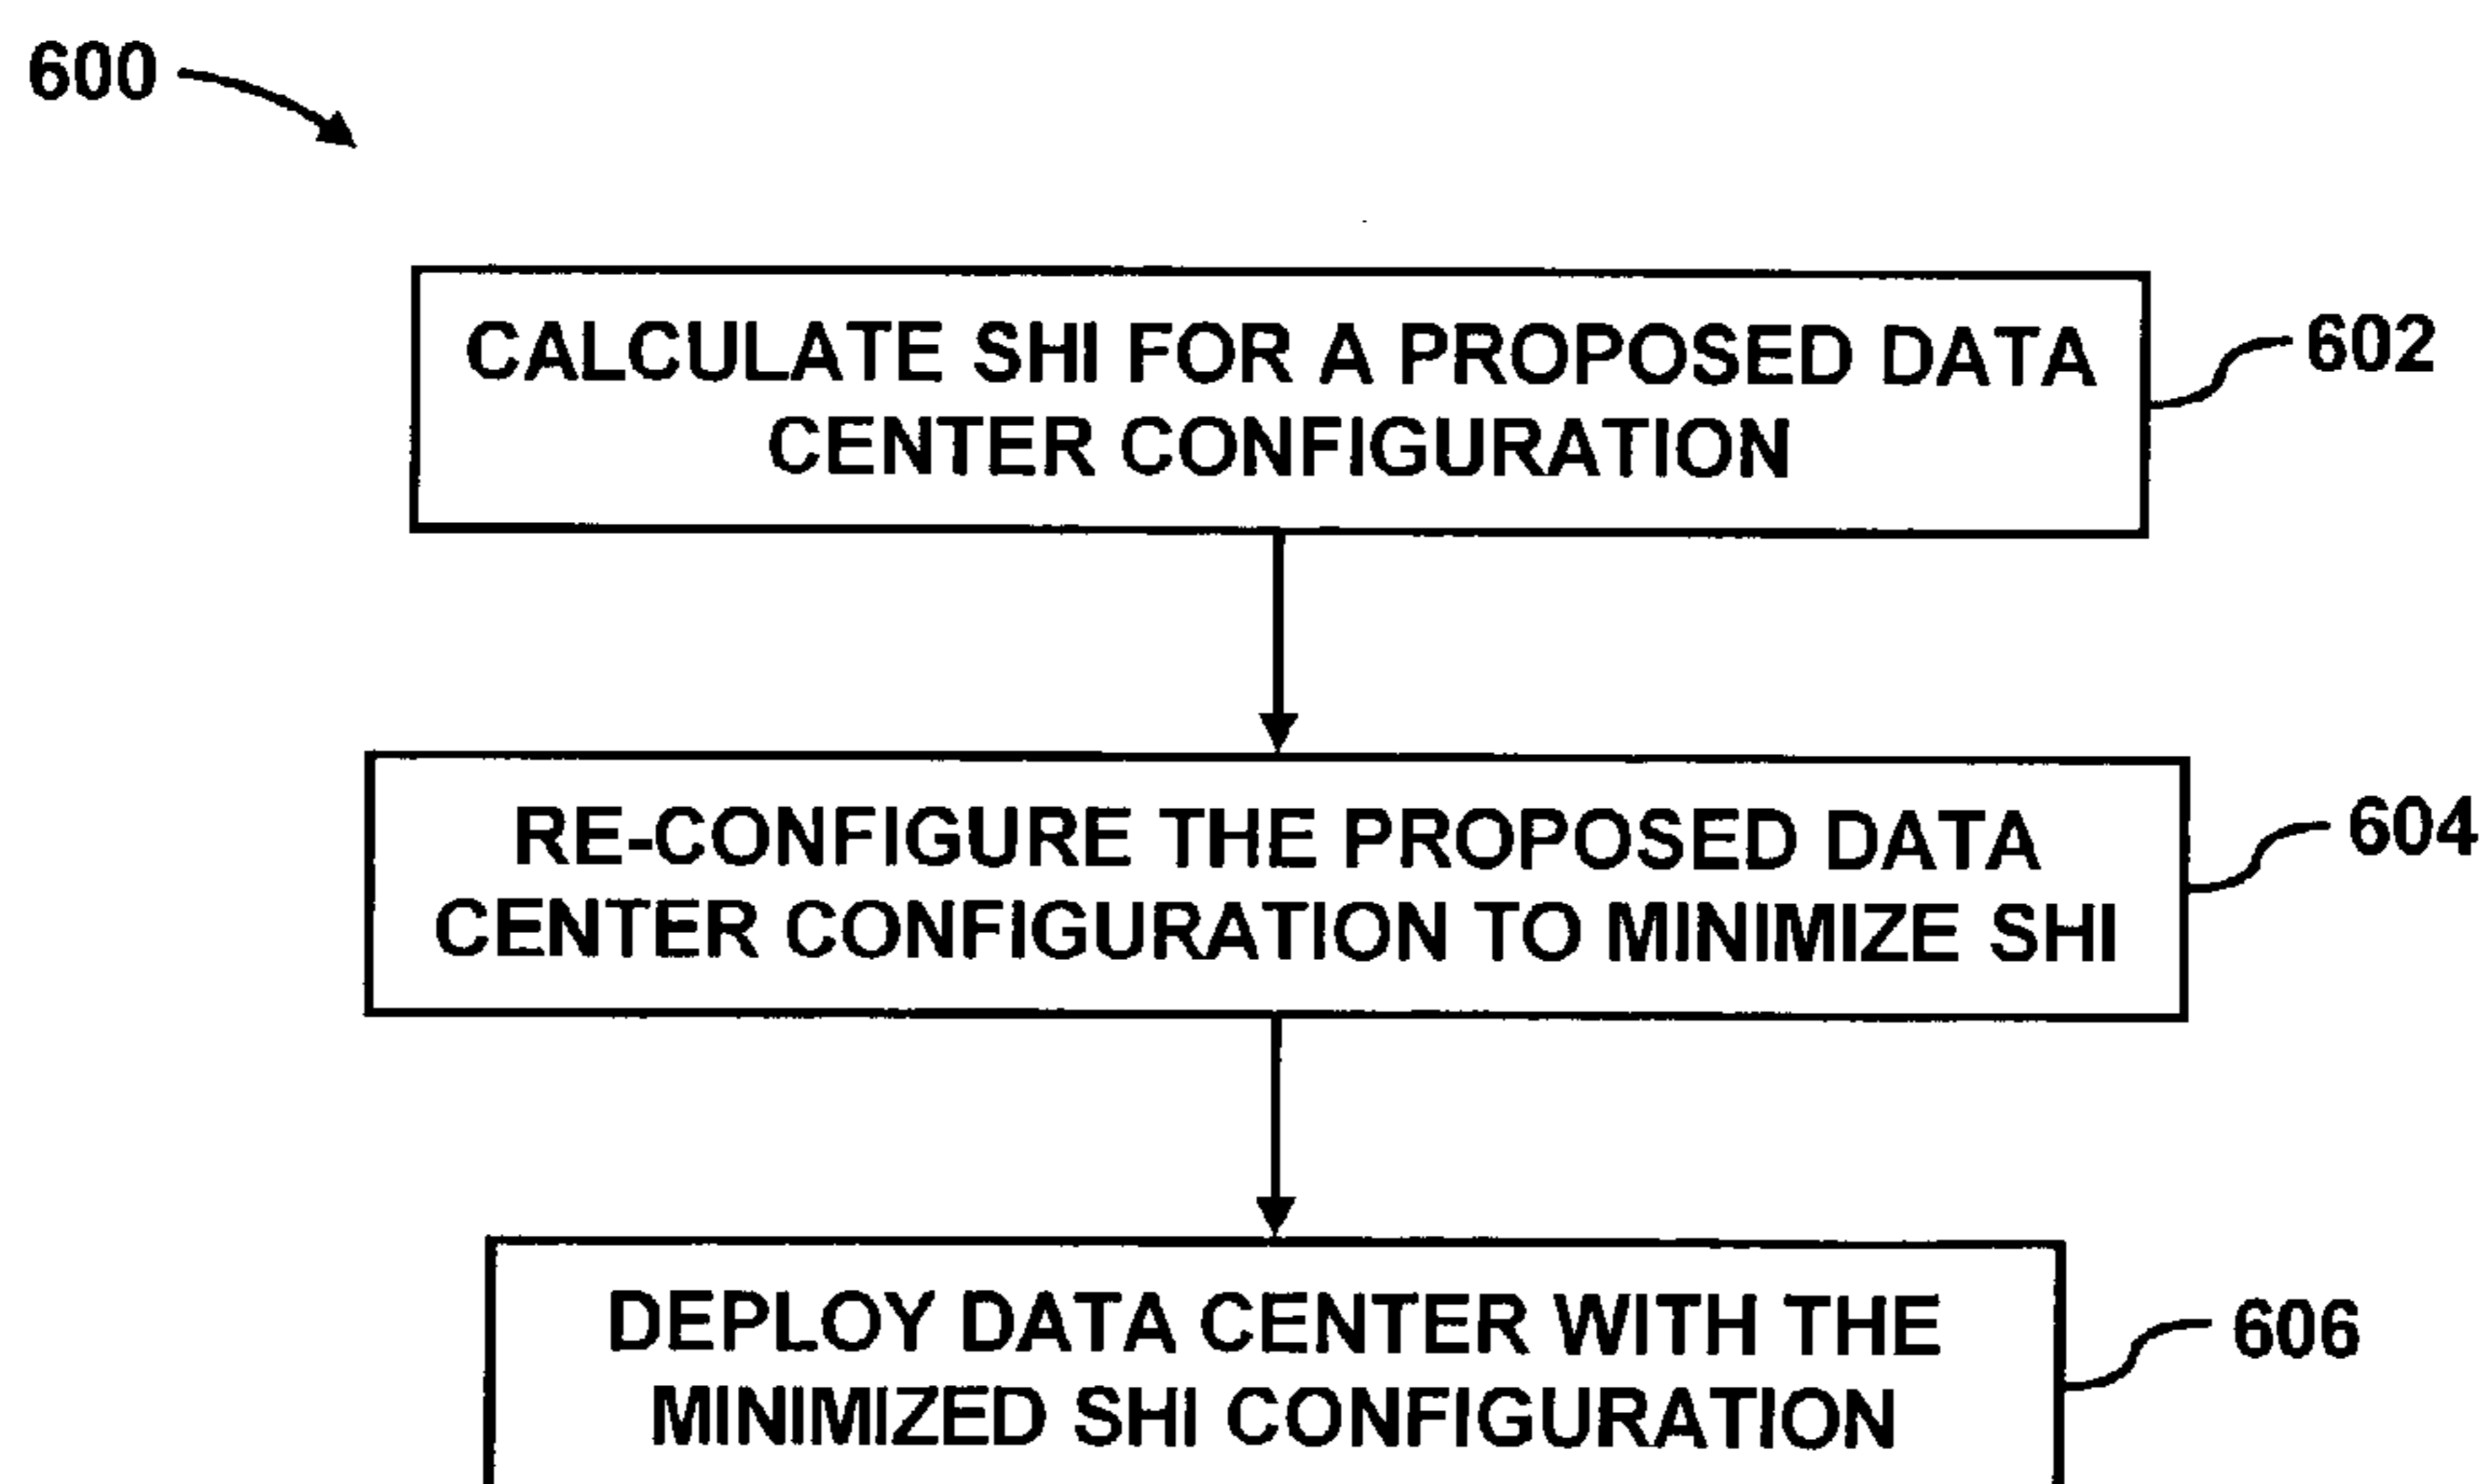 600
CALCULATE SHI FOR A PROPOSED DATA
CENTER CONFIGURATION
602
RE-CONFIGURE THE PROPOSED DATA
CENTER CONFIGURATION TO MINIMIZE SHI
604
DEPLOY DATA CENTER WITH THE
MINIMIZED SHI CONFIGURATION
606